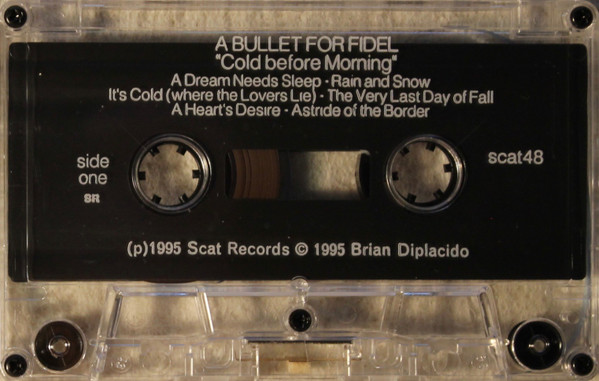 A BULLET FOR FIDEL
"Cold before Morning"
A Dream Needs Sleep · Rain and Snow
It's Cold (where the Lovers Lie) · The Very Last Day of Fall
A Heart's Desire · Astride of the Border
side
one
SR
scat48
(p)1995 Scat Records © 1995 Brian Diplacido